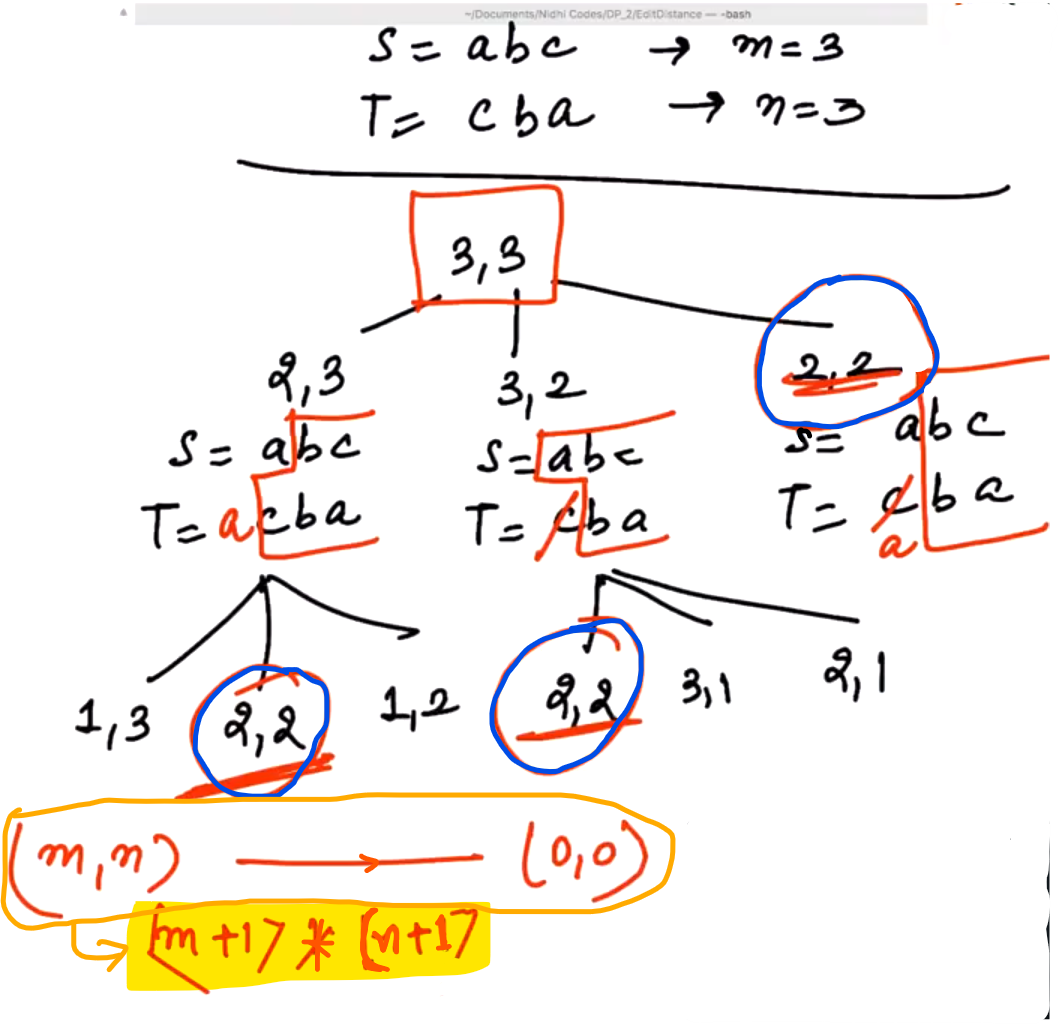 ~/Documents/Nidhi Codes/DP_2/EditDistance — -bash
S = abc → m = 3
T = cba → n = 3
3,3
2,3 3,2 2,2
S = abc S = abc S = abc
T = acba T = cba T = cba
a
1,3 2,2 1,2 2,2 3,1 2,1
(m,n) → (0,0)
(m+1) * (n+1)